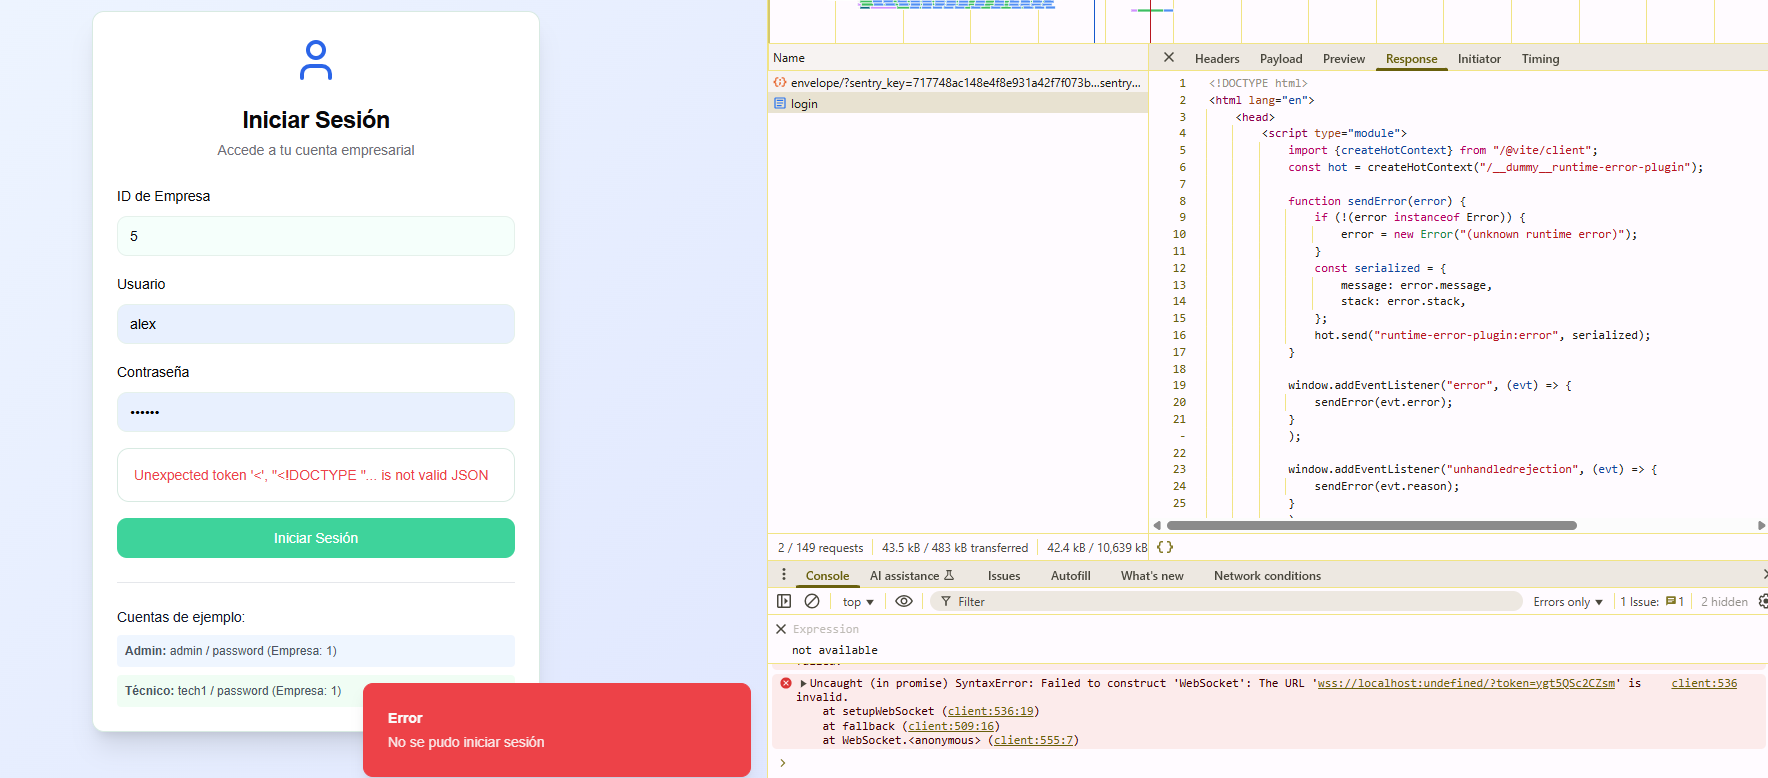 Iniciar Sesión
Accede a tu cuenta empresarial
ID de Empresa
5
Usuario
alex
Contraseña
••••••
Unexpected token '<', "<!DOCTYPE "... is not valid JSON
Iniciar Sesión
Cuentas de ejemplo:
Admin: admin / password (Empresa: 1)
Técnico: tech1 / password (Empresa: 1)
Error
No se pudo iniciar sesión
Name
envelope/?sentry_key=717748ac148e4f8e931a42f7f073b...sentry...
login
Headers Payload Preview Response Initiator Timing
1 <!DOCTYPE html>
2 <html lang="en">
3 <head>
4 <script type="module">
5 import {createHotContext} from "/@vite/client";
6 const hot = createHotContext("/__dummy__runtime-error-plugin");
7
8 function sendError(error) {
9 if (!(error instanceof Error)) {
10 error = new Error("(unknown runtime error)");
11 }
12 const serialized = {
13 message: error.message,
14 stack: error.stack,
15 };
16 hot.send("runtime-error-plugin:error", serialized);
17 }
18
19 window.addEventListener("error", (evt) => {
20 sendError(evt.error);
21 }
- );
22
23 window.addEventListener("unhandledrejection", (evt) => {
24 sendError(evt.reason);
25 }
2 / 149 requests 43.5 kB / 483 kB transferred 42.4 kB / 10,639 kB {}
Console AI assistance Issues Autofill What's new Network conditions
top Filter Errors only 1 Issue: 1 2 hidden
Expression
not available
Uncaught (in promise) SyntaxError: Failed to construct 'WebSocket': The URL 'wss://localhost:undefined/?token=ygt5QSc2CZsm' is client:536
invalid.
at setupWebSocket (client:536:19)
at fallback (client:509:16)
at WebSocket.<anonymous> (client:555:7)